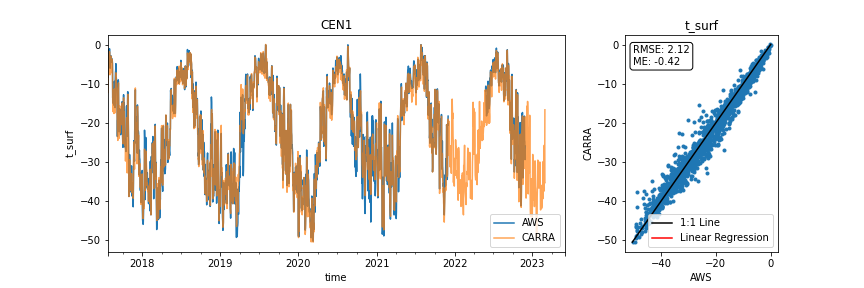 CEN1
t_surf
0
−10
−20
−30
−40
−50
2018
2019
2020
2021
2022
2023
time
AWS
CARRA
t_surf
RMSE: 2.12
ME: -0.42
CARRA
0
−10
−20
−30
−40
−50
−40
−20
0
AWS
1:1 Line
Linear Regression